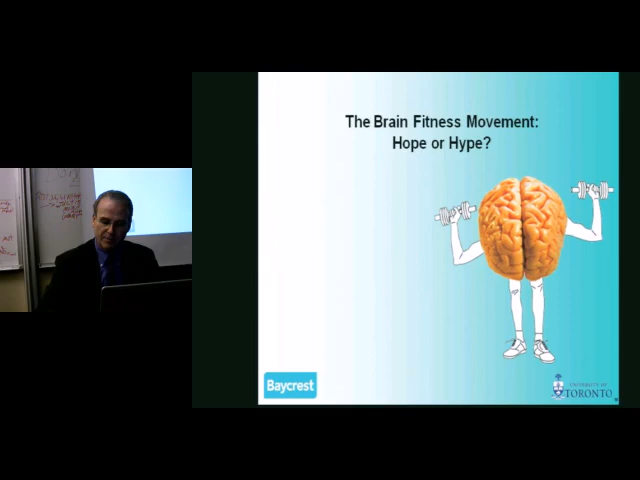 The Brain Fitness Movement:
Hope or Hype?
Baycrest
UNIVERSITY OF
TORONTO